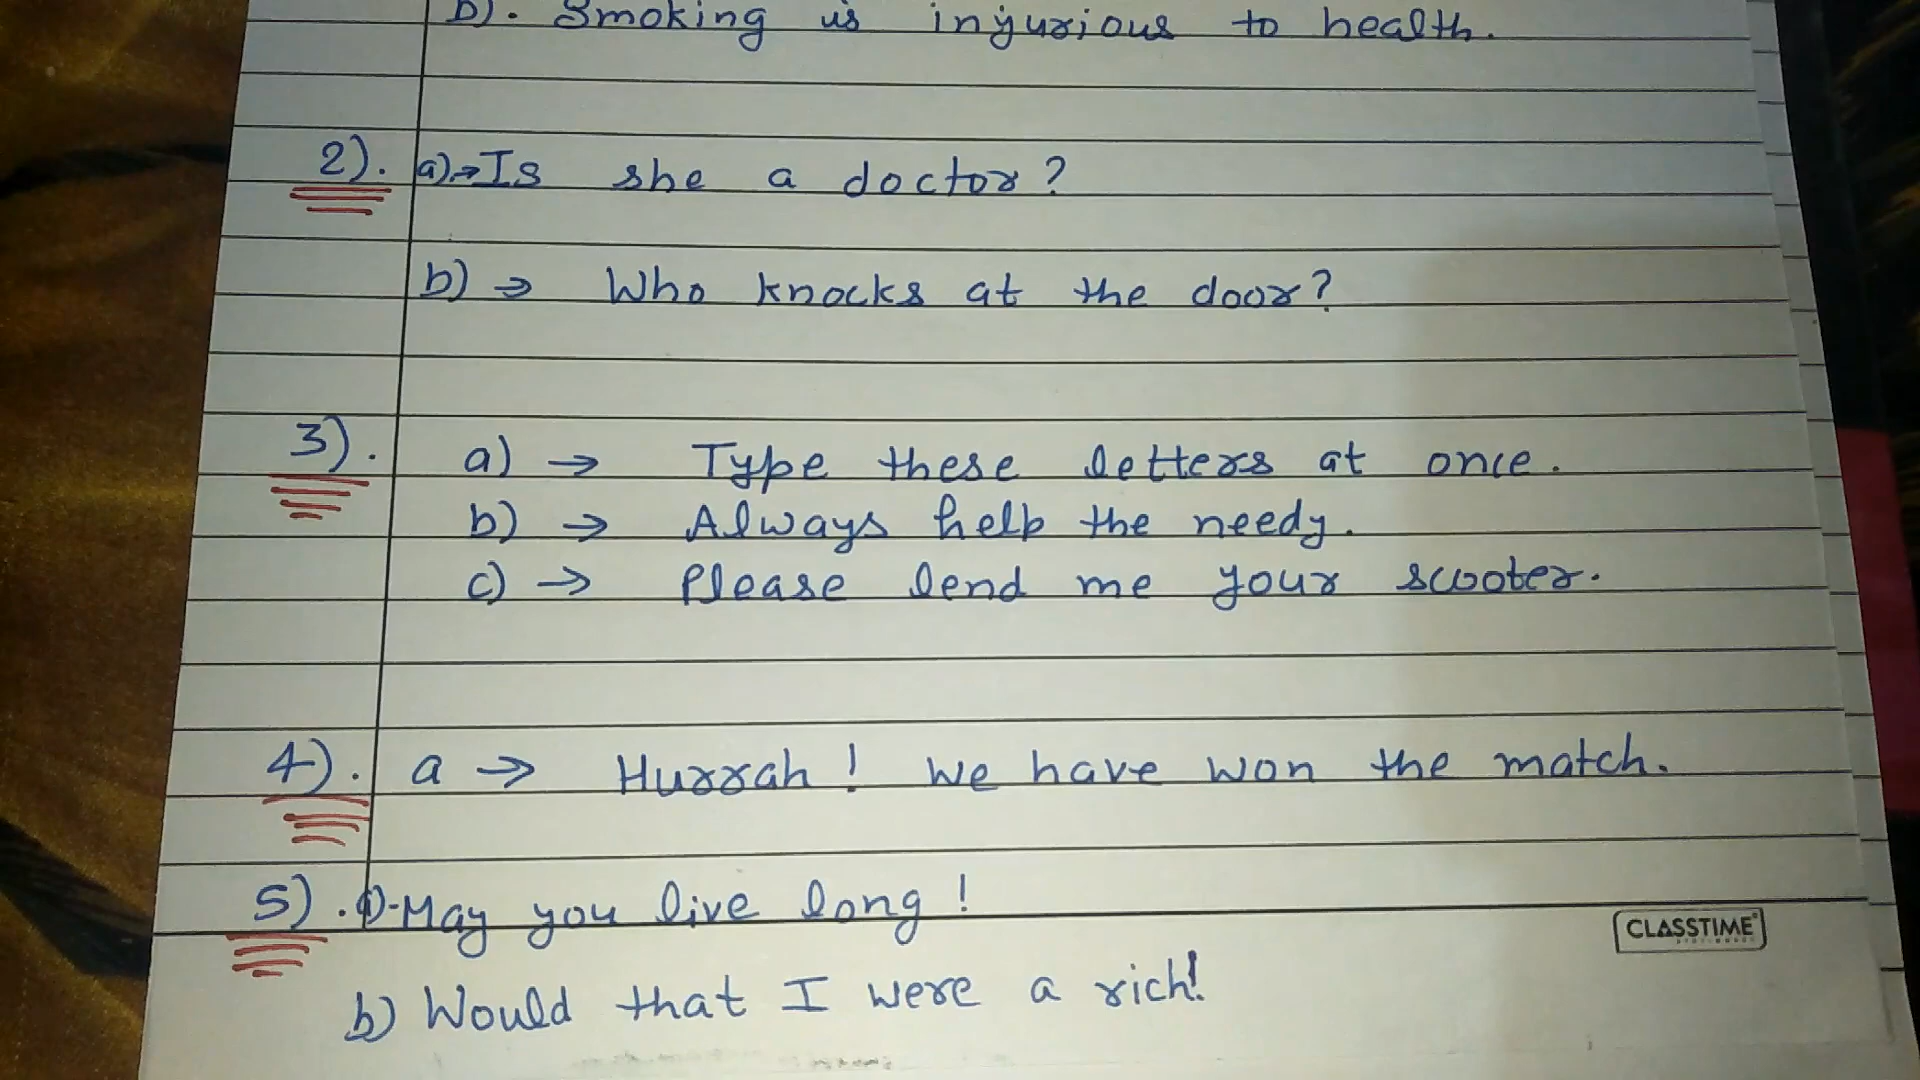 b). Smoking is injurious to health.
2). a)→ Is she a doctor?
b) → Who knocks at the door?
3). a) → Type these letters at once.
b) → Always help the needy.
c) → Please lend me your scooter.
4). a → Hurrah! We have won the match.
5). a)-May you live long!
CLASSTIME
b) Would that I were a rich!